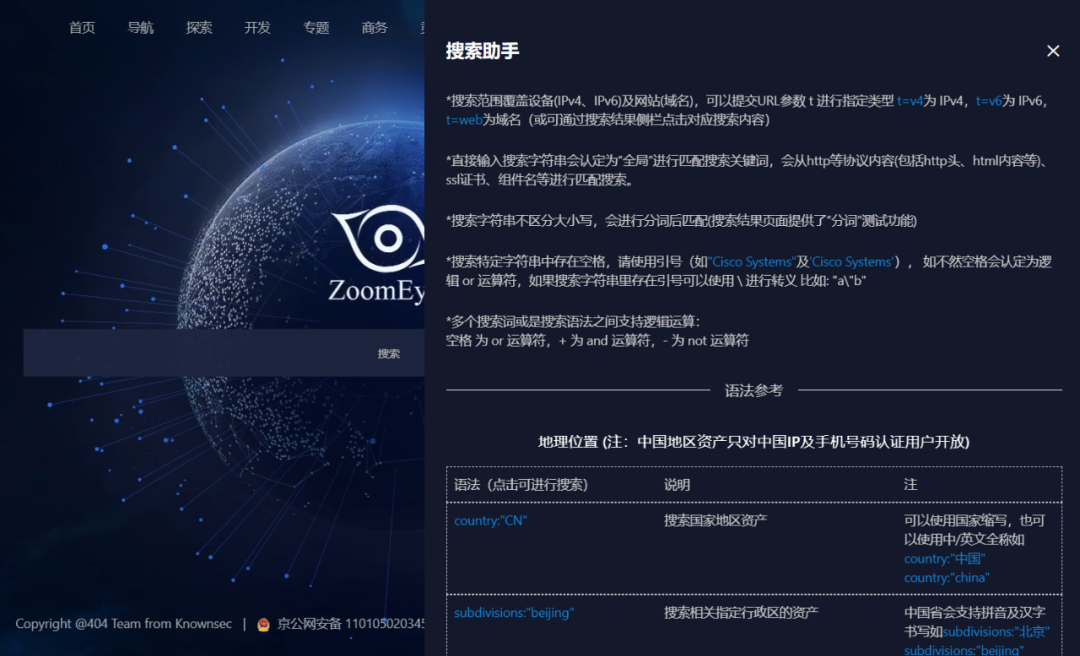 首页 导航 探索 开发 专题 商务
ZoomEy
搜索
Copyright @404 Team from Knownsec | 京公网安备 11010502034
搜索助手
*搜索范围覆盖设备(IPv4、IPv6)及网站(域名)，可以提交URL参数 t 进行指定类型 t=v4为 IPv4，t=v6为 IPv6，
t=web为域名（或可通过搜索结果侧栏点击对应搜索内容）
*直接输入搜索字符串会认定为"全局"进行匹配搜索关键词，会从http等协议内容(包括http头、html内容等)、
ssl证书、组件名等进行匹配搜索。
*搜索字符串不区分大小写，会进行分词后匹配(搜索结果页面提供了"分词"测试功能)
*搜索特定字符串中存在空格，请使用引号（如"Cisco Systems"及'Cisco Systems'），如不然空格会认定为逻
辑 or 运算符，如果搜索字符串里存在引号可以使用 \ 进行转义 比如: "a\"b"
*多个搜索词或是搜索语法之间支持逻辑运算：
空格 为 or 运算符，+ 为 and 运算符，- 为 not 运算符
语法参考
地理位置 (注：中国地区资产只对中国IP及手机号码认证用户开放)
语法（点击可进行搜索） 说明 注
country:"CN" 搜索国家地区资产 可以使用国家缩写，也可
以使用中/英文全称如
country:"中国"
country:"china"
subdivisions:"beijing" 搜索相关指定行政区的资产 中国省会支持拼音及汉字
书写如subdivisions:"北京"
subdivisions:"beijing"